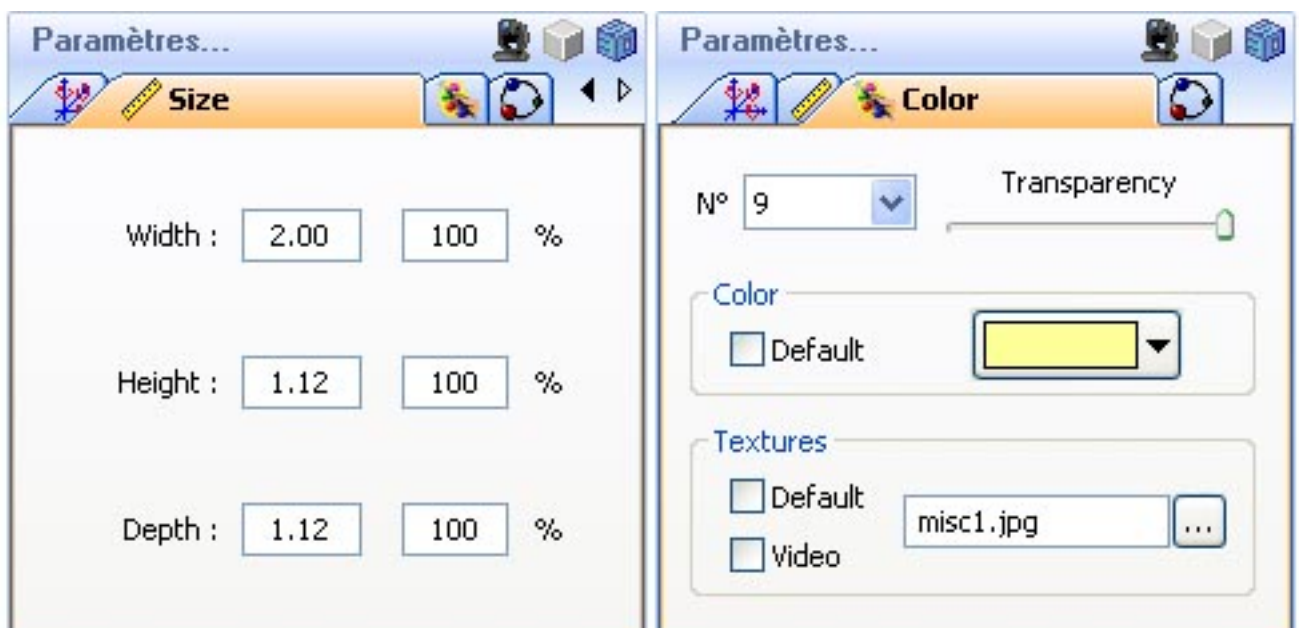 Paramètres...
Size
Width : 2.00 100 %
Height : 1.12 100 %
Depth : 1.12 100 %
Paramètres...
Color
N° 9
Transparency
Color
Default
Textures
Default
misc1.jpg ...
Video